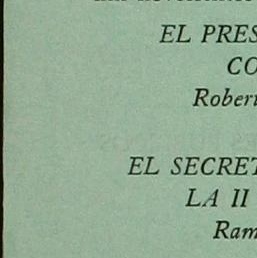 EL PRES
CO
Robert
EL SECRET
LA II
Ram